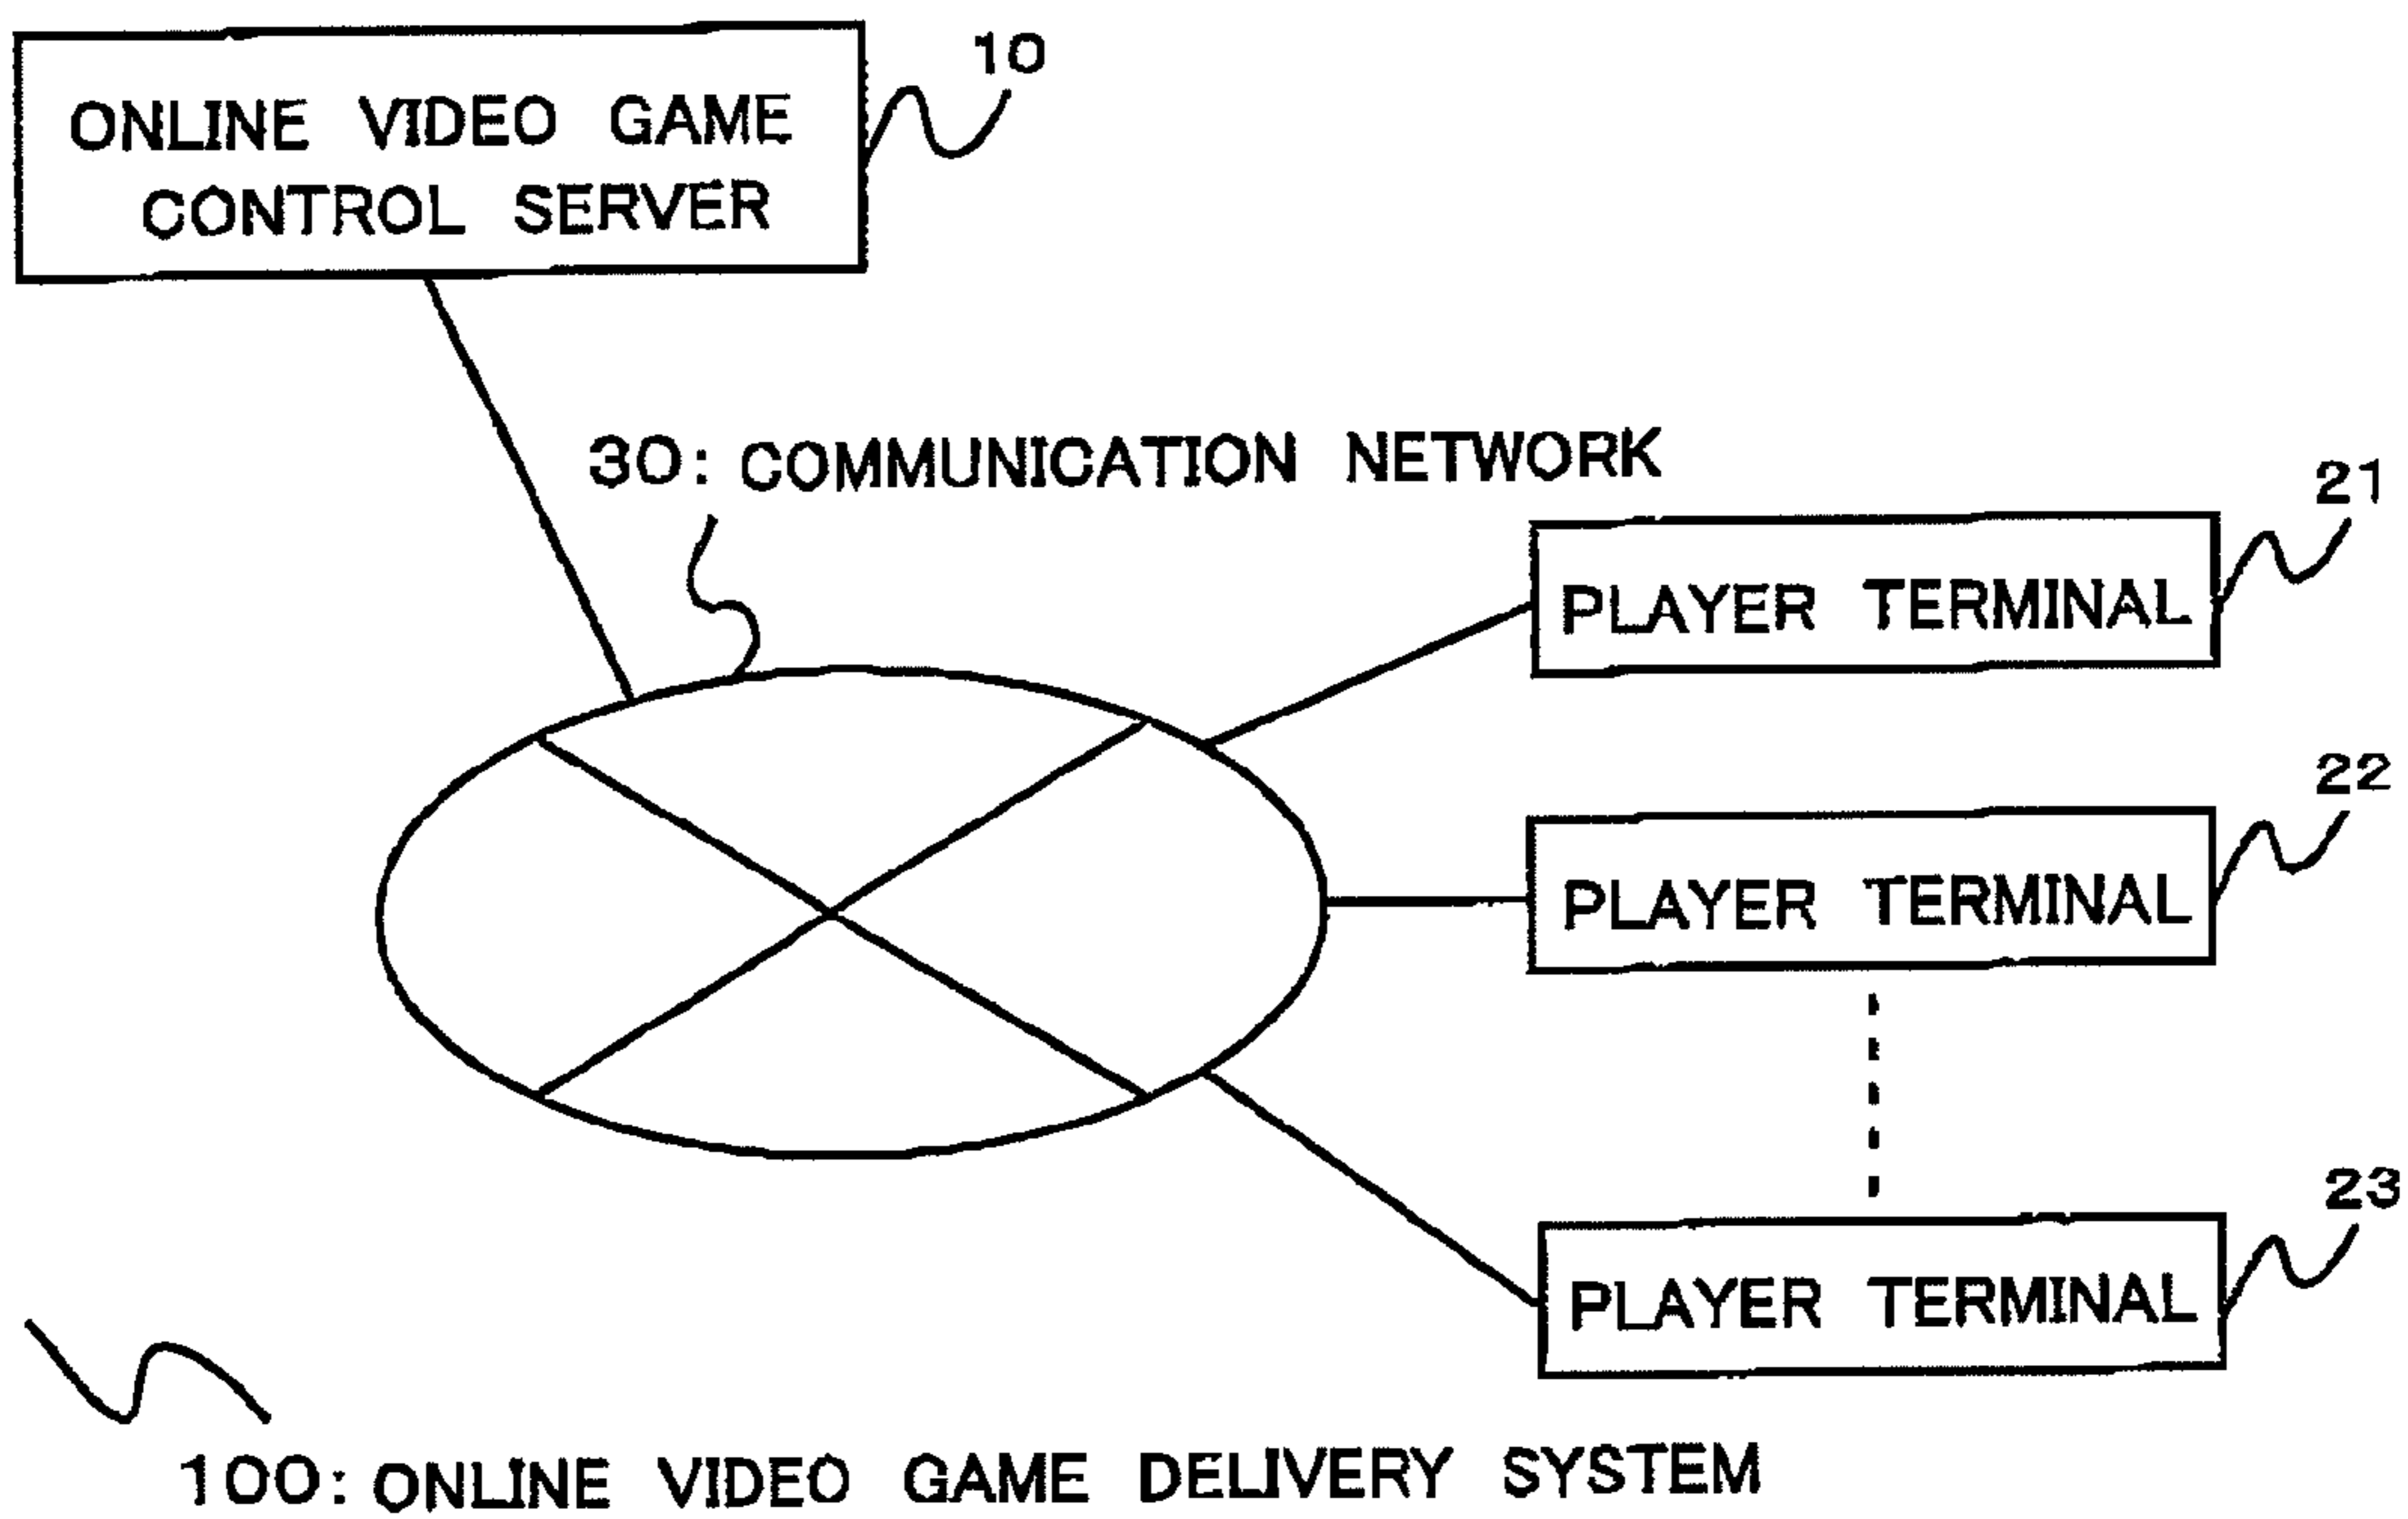 10
ONLINE VIDEO GAME
CONTROL SERVER
30: COMMUNICATION NETWORK
21
PLAYER TERMINAL
22
PLAYER TERMINAL
23
PLAYER TERMINAL
100: ONLINE VIDEO GAME DELIVERY SYSTEM